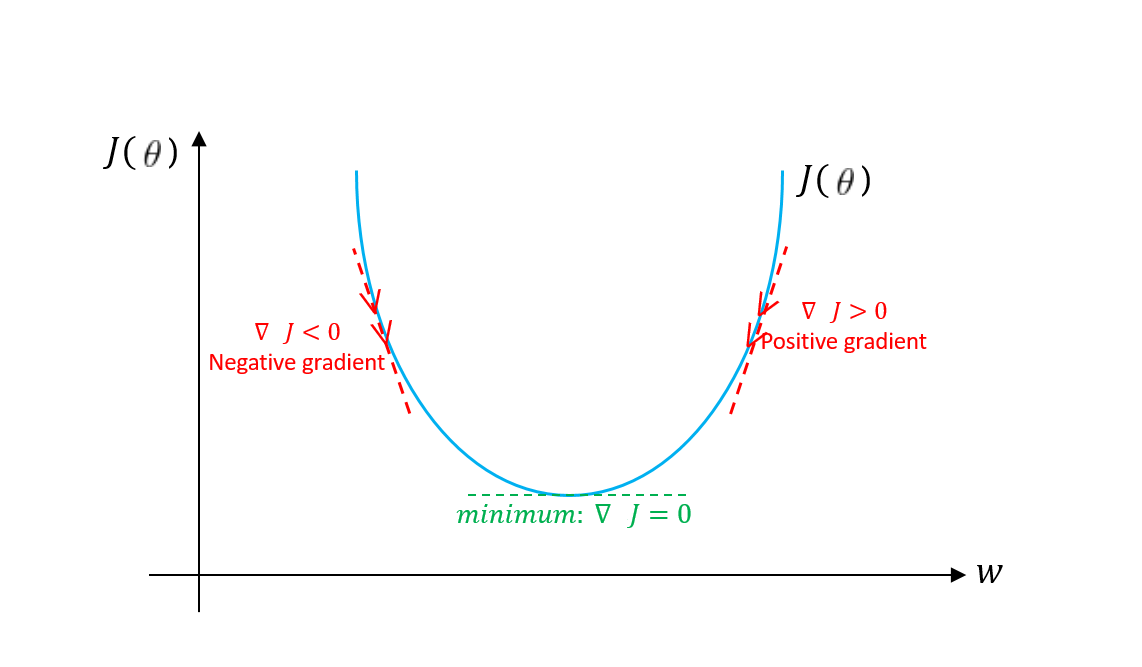 J( θ )
J( θ )
∇ J > 0
Positive gradient
∇ J < 0
Negative gradient
minimum: ∇ J = 0
w